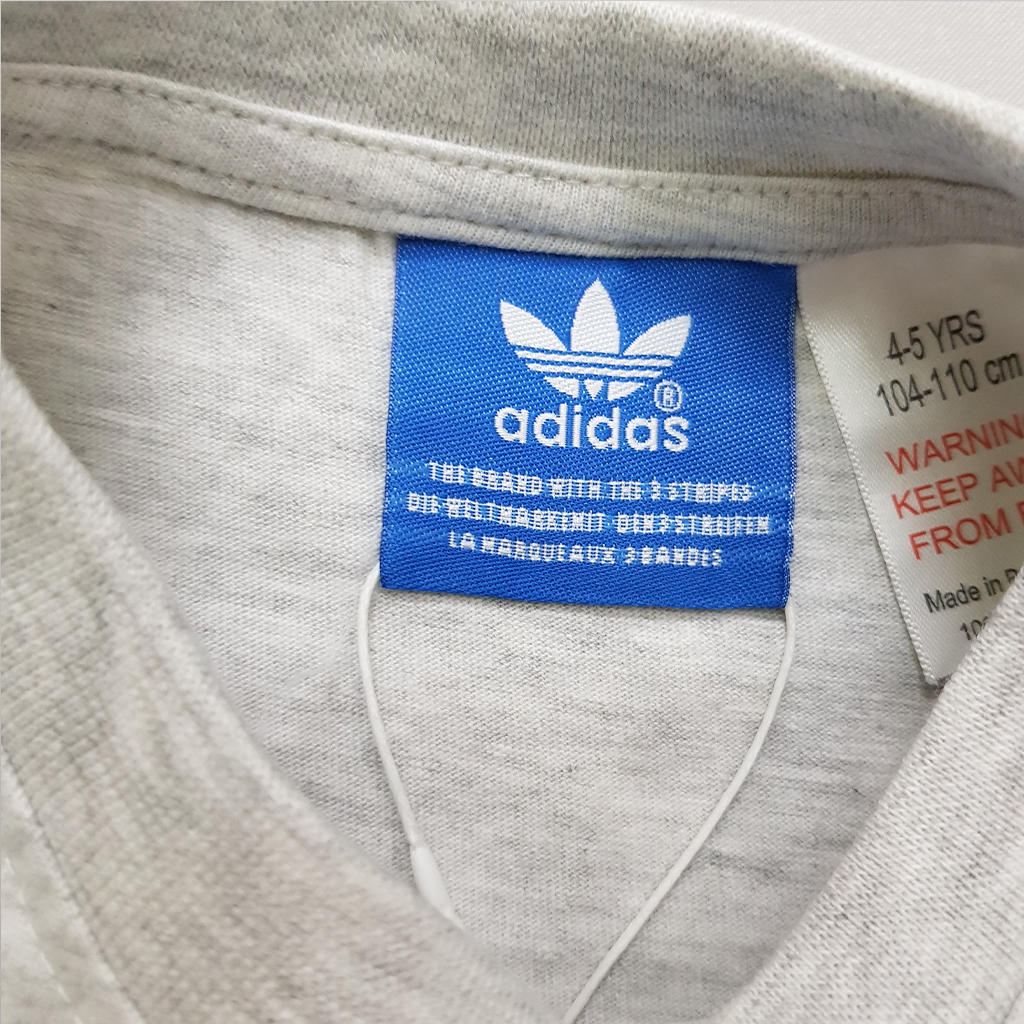 adidas ®
THE BRAND WITH THE 3 STRIPES
DIE WELTMARKE MIT DEN 3 STREIFEN
LA MARQUE AUX 3 BANDES
4-5 YRS
104-110 cm
WARNIN
KEEP AW
FROM
Made in